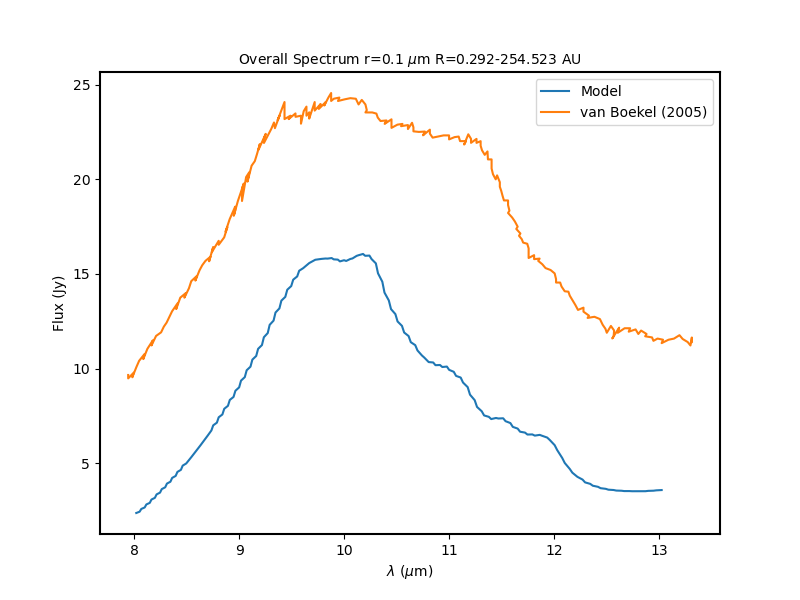 Overall Spectrum r=0.1 μm R=0.292-254.523 AU
Model
van Boekel (2005)
25
20
15
10
5
Flux (Jy)
8 9 10 11 12 13
λ (μm)